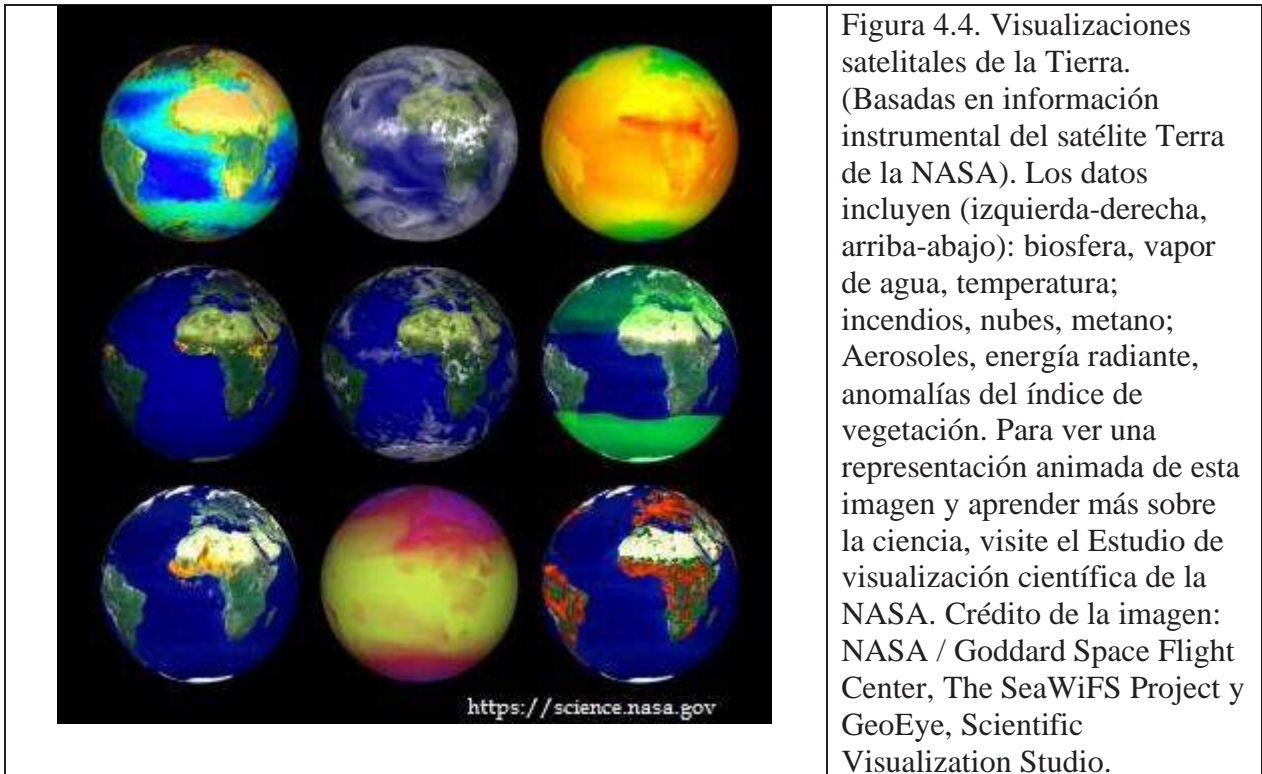 Figura 4.4. Visualizaciones
satelitales de la Tierra.
(Basadas en información
instrumental del satélite Terra
de la NASA). Los datos
incluyen (izquierda-derecha,
arriba-abajo): biosfera, vapor
de agua, temperatura;
incendios, nubes, metano;
Aerosoles, energía radiante,
anomalías del índice de
vegetación. Para ver una
representación animada de esta
imagen y aprender más sobre
la ciencia, visite el Estudio de
visualización científica de la
NASA. Crédito de la imagen:
NASA / Goddard Space Flight
Center, The SeaWiFS Project y
GeoEye, Scientific
Visualization Studio.
https://science.nasa.gov